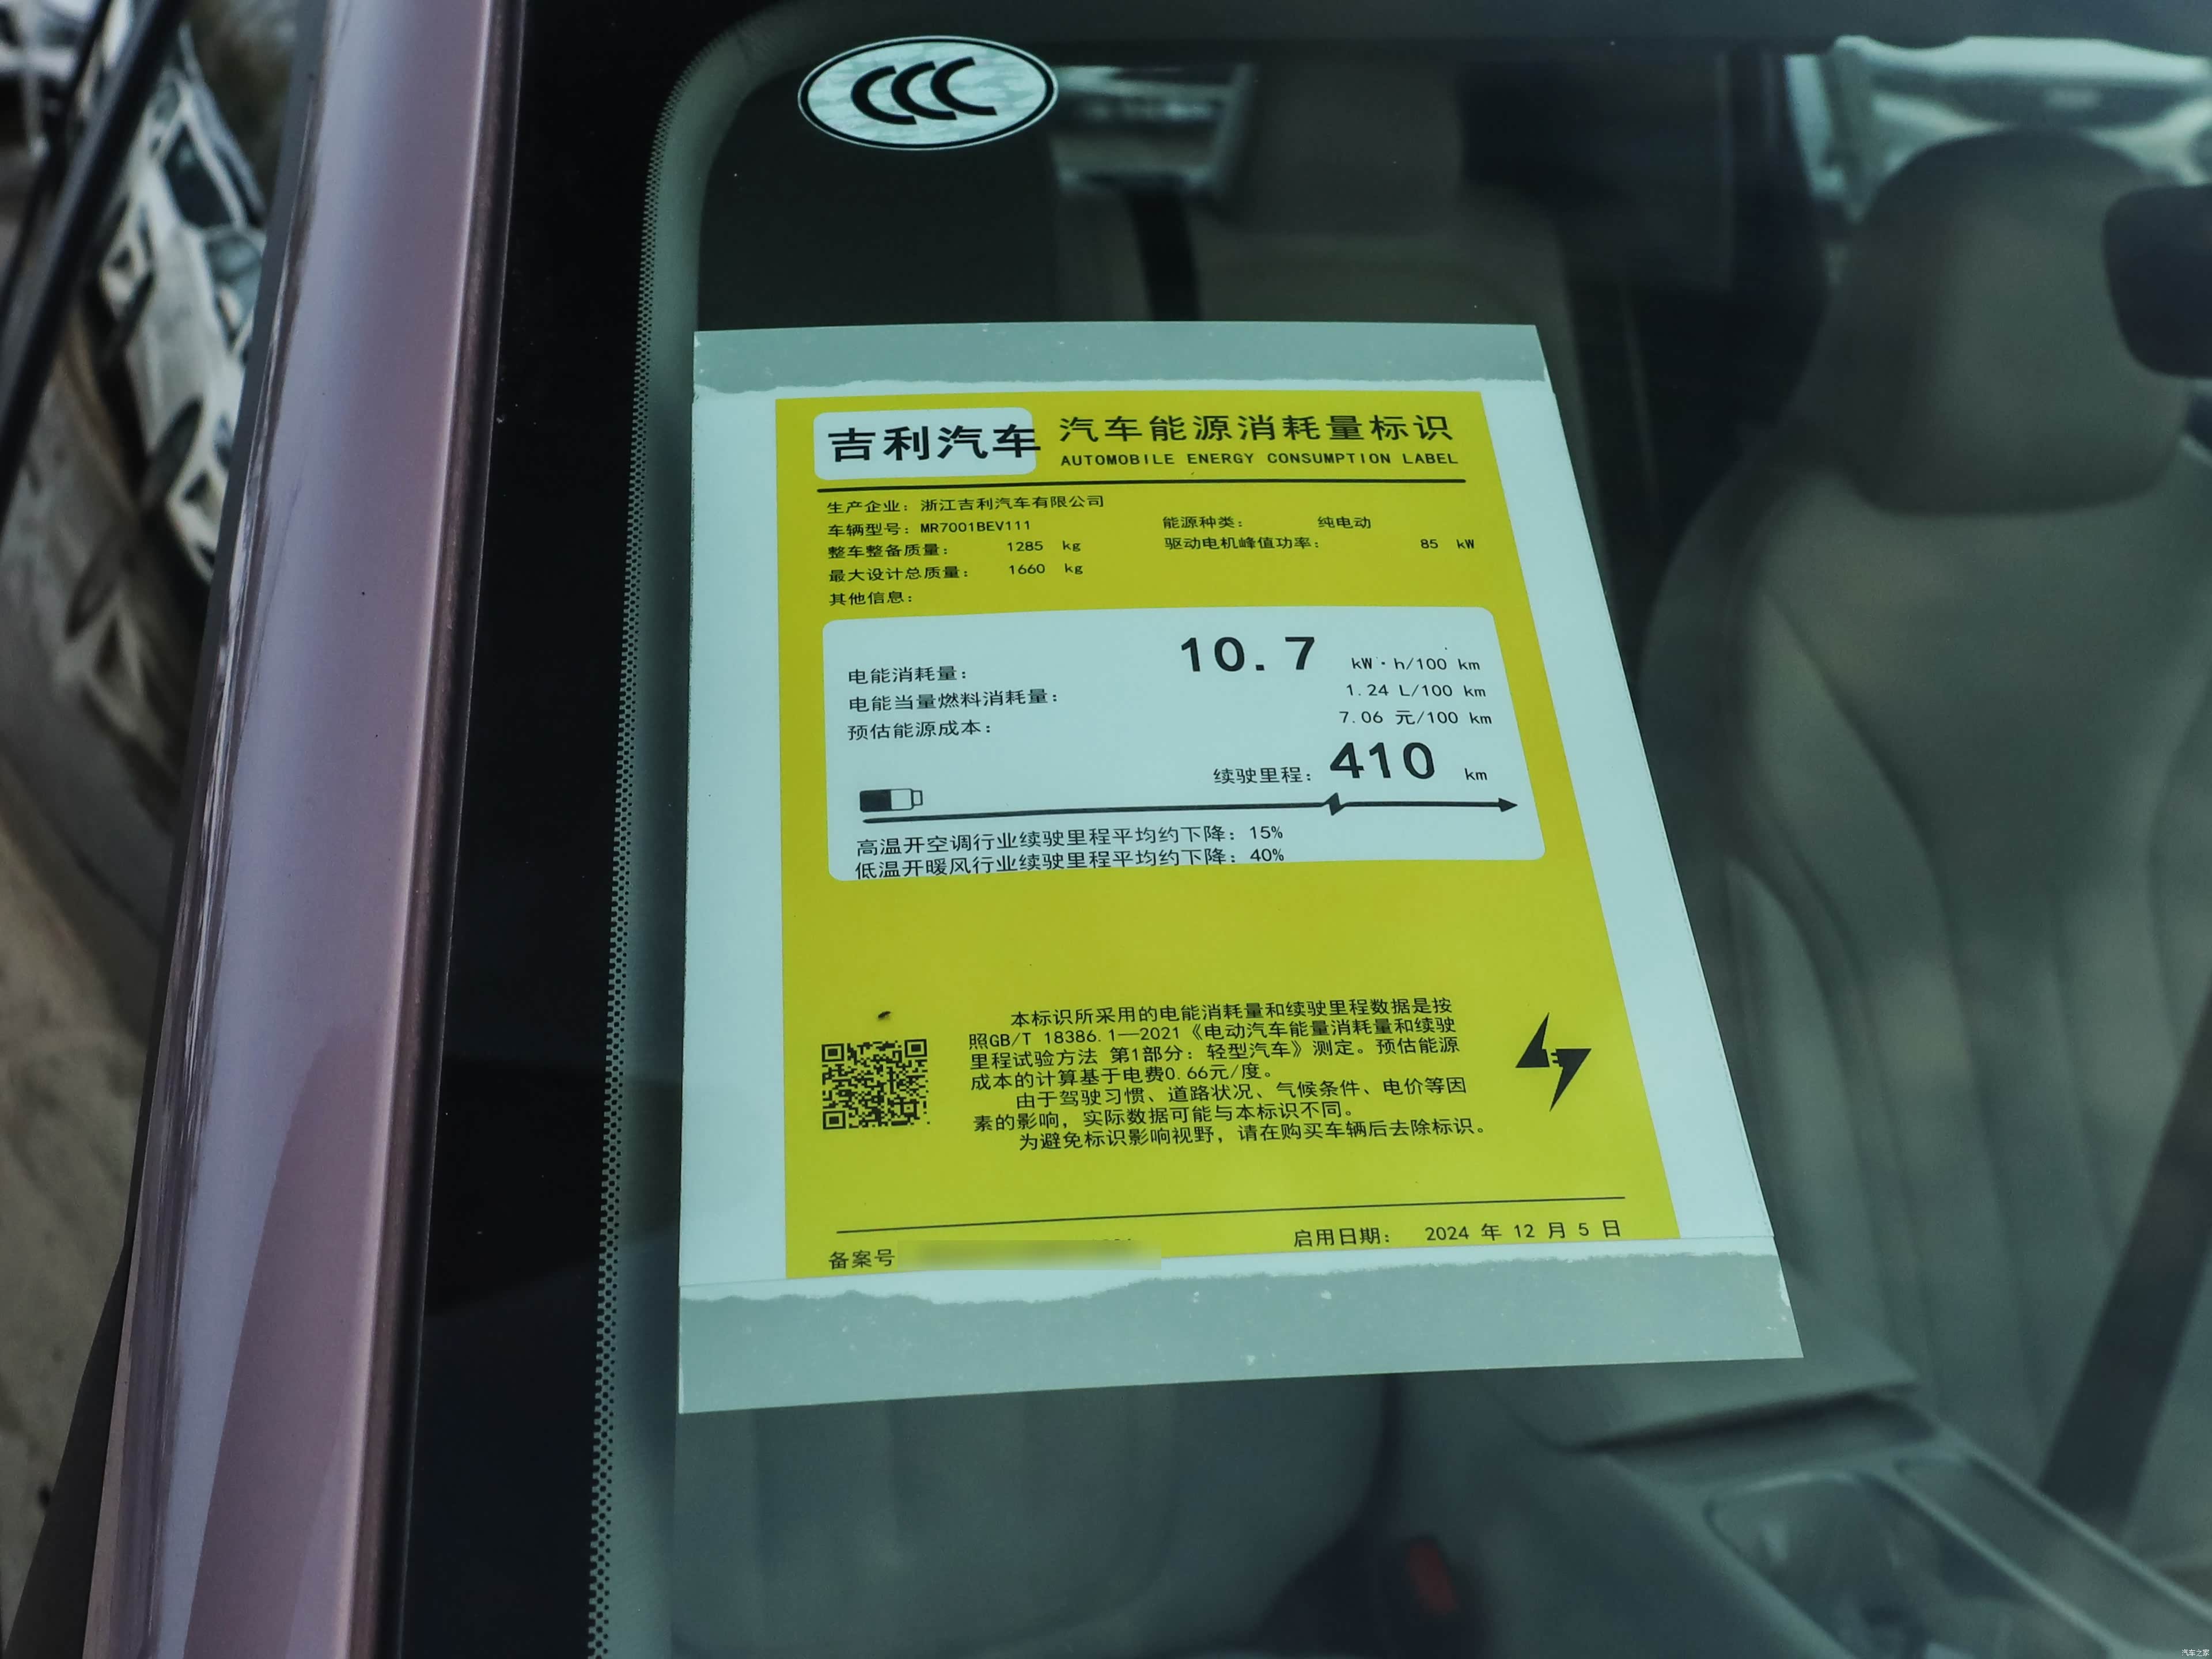 CCC
吉利汽车
汽车能源消耗量标识
AUTOMOBILE ENERGY CONSUMPTION LABEL
生产企业：浙江吉利汽车有限公司
车辆型号：MR7001BEV111
能源种类： 纯电动
整车整备质量： 1285 kg
驱动电机峰值功率： 85 kW
最大设计总质量： 1660 kg
其他信息：
电能消耗量： 10.7 kW·h/100 km
电能当量燃料消耗量： 1.24 L/100 km
预估能源成本： 7.06 元/100 km
续驶里程：410 km
高温开空调行业续驶里程平均约下降：15%
低温开暖风行业续驶里程平均约下降：40%
本标识所采用的电能消耗量和续驶里程数据是按
照GB/T 18386.1—2021《电动汽车能量消耗量和续驶
里程试验方法 第1部分：轻型汽车》测定。预估能源
成本的计算基于电费0.66元/度。
由于驾驶习惯、道路状况、气候条件、电价等因
素的影响，实际数据可能与本标识不同。
为避免标识影响视野，请在购买车辆后去除标识。
备案号
启用日期： 2024 年 12 月 5 日
汽车之家